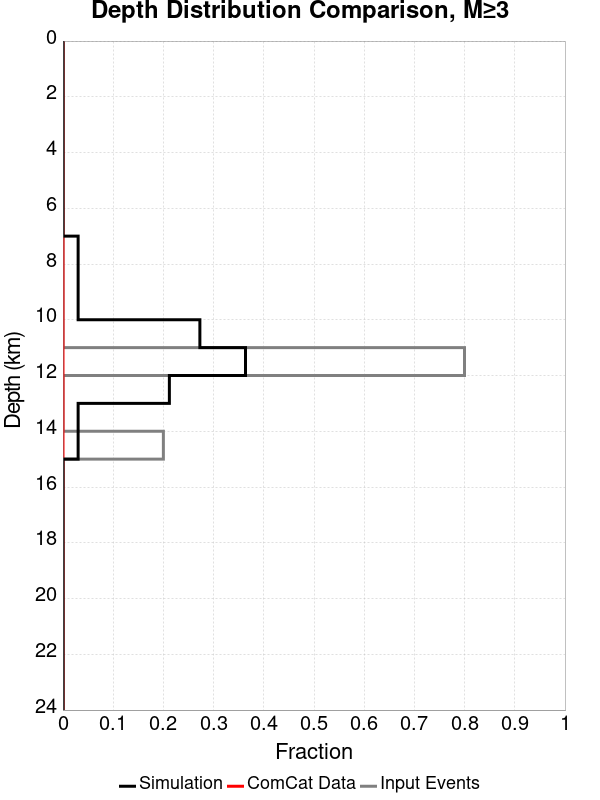 Depth Distribution Comparison, M≥3
0
2
4
6
8
10
12
14
16
18
20
22
24
Depth (km)
0 0.1 0.2 0.3 0.4 0.5 0.6 0.7 0.8 0.9 1
Fraction
Simulation ComCat Data Input Events